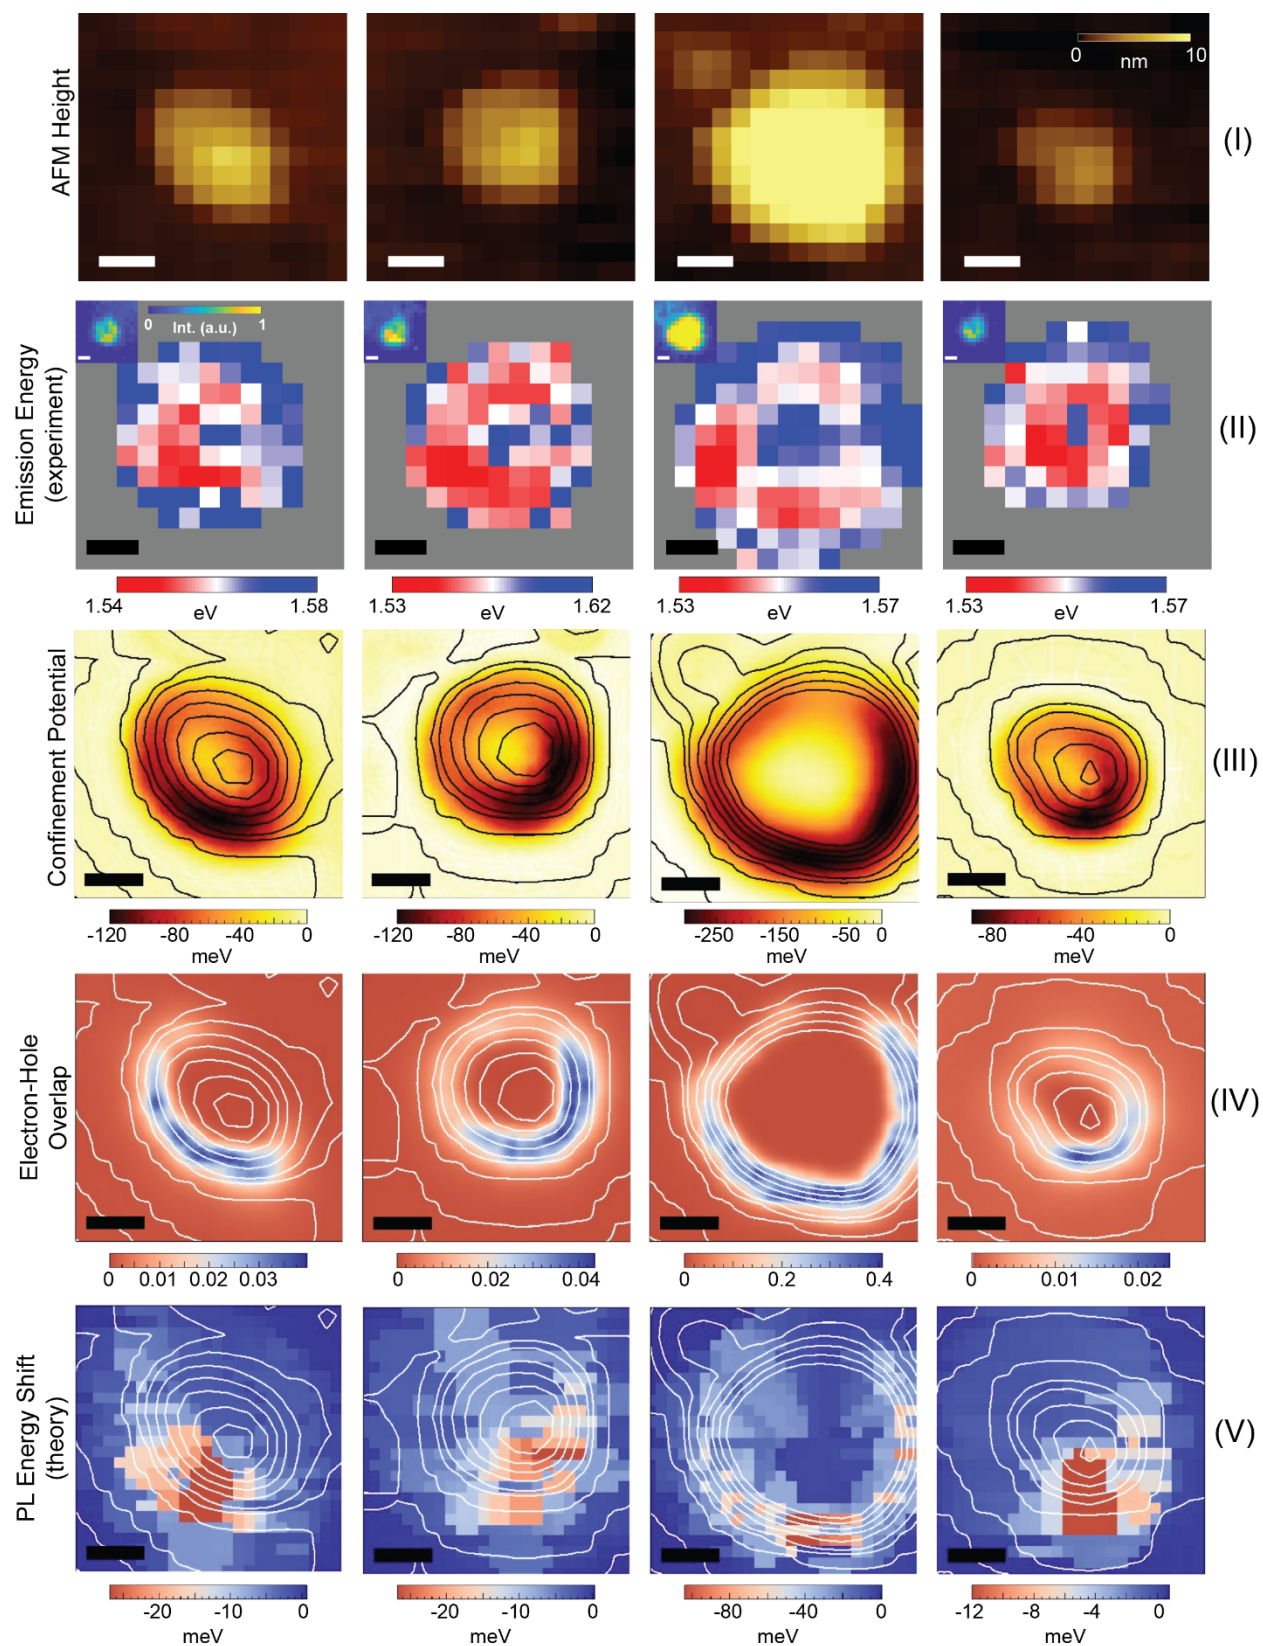 AFM Height
0
10
nm
(I)
Emission Energy
(experiment)
0
Int. (a.u.)
1
(II)
1.54
eV
1.58
1.53
eV
1.62
1.53
eV
1.57
1.53
eV
1.57
Confinement Potential
(III)
-120
-80
-40
0
meV
-120
-80
-40
0
meV
-250
-150
-50
0
meV
-80
-40
0
meV
Electron-Hole
Overlap
(IV)
0
0.01
0.02
0.03
0
0.02
0.04
0
0.2
0.4
0
0.01
0.02
PL Energy Shift
(theory)
(V)
-20
-10
0
meV
-20
-10
0
meV
-80
-40
0
meV
-12
-8
-4
0
meV